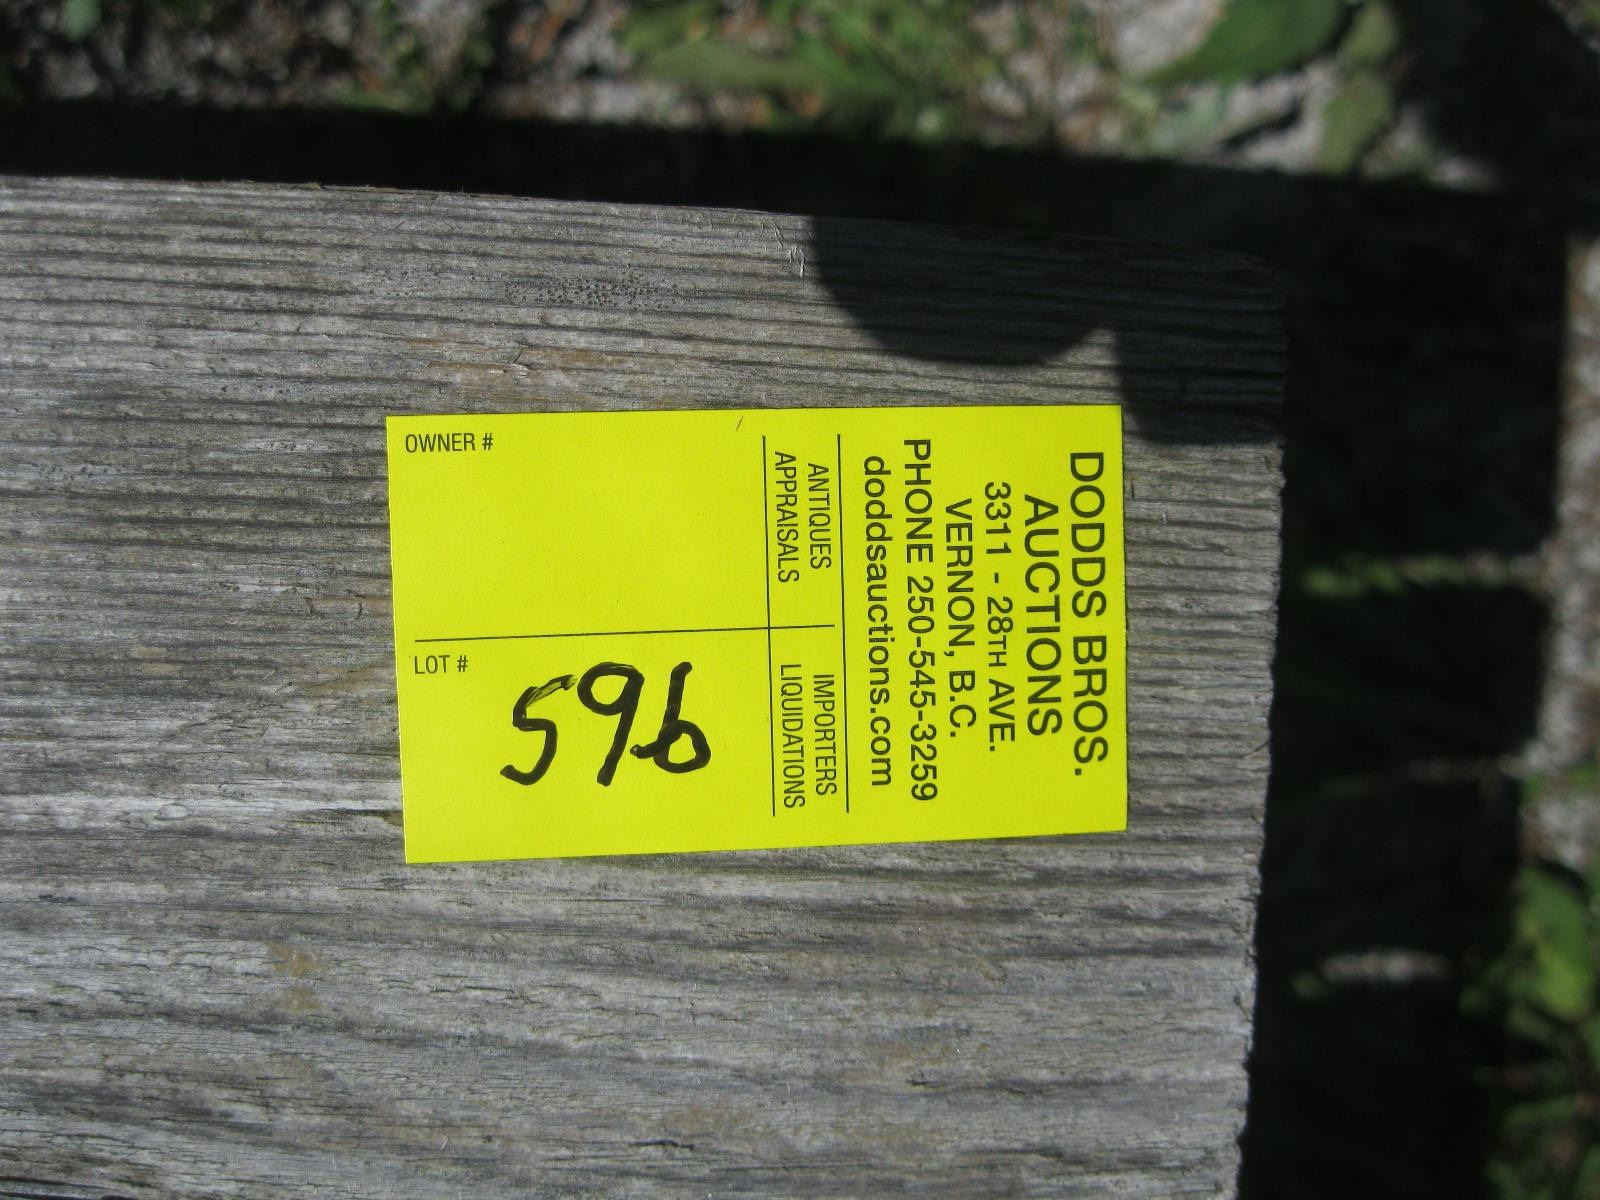 DODDS BROS.
AUCTIONS
3311 - 28TH AVE.
VERNON, B.C.
PHONE 250-545-3259
doddsauctions.com
ANTIQUES
APPRAISALS
IMPORTERS
LIQUIDATIONS
OWNER #
LOT #
596